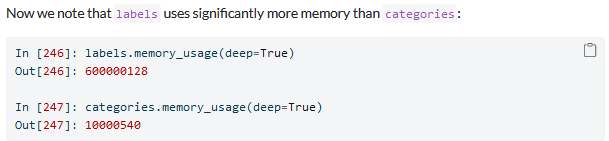 Now we note that labels uses significantly more memory than categories:
In [246]: labels.memory_usage(deep=True)
Out[246]: 600000128
In [247]: categories.memory_usage(deep=True)
Out[247]: 10000540